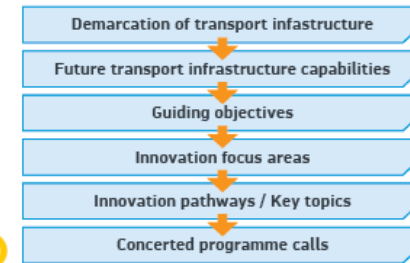 Demarcation of transport infastructure
Future transport infrastructure capabilities
Guiding objectives
Innovation focus areas
Innovation pathways / Key topics
Concerted programme calls